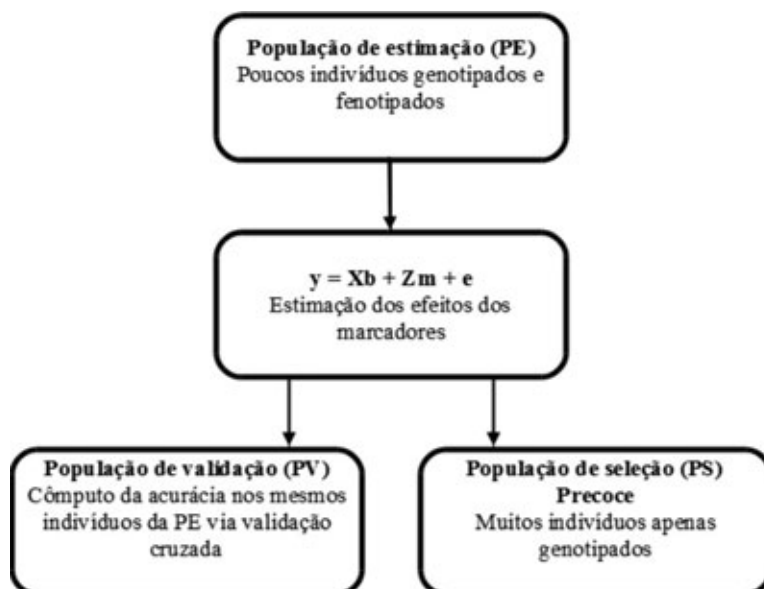 População de estimação (PE)
Poucos indivíduos genotipados e
fenotipados
y = Xb + Zm + e
Estimação dos efeitos dos
marcadores
População de validação (PV)
Cômputo da acurácia nos mesmos
indivíduos da PE via validação
cruzada
População de seleção (PS)
Precoce
Muitos indivíduos apenas
genotipados